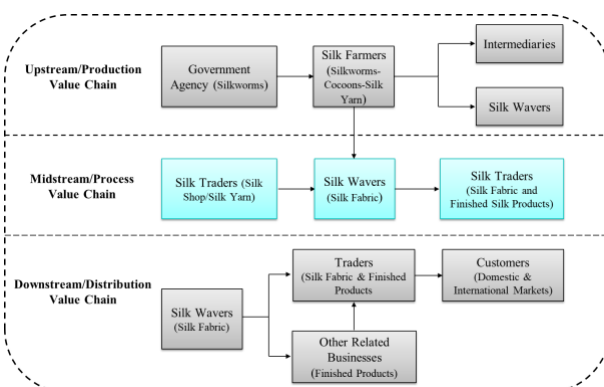 Upstream/Production
Value Chain
Government
Agency (Silkworms)
Silk Farmers
(Silkworms-
Cocoons-Silk
Yarn)
Intermediaries
Silk Wavers
Midstream/Process
Value Chain
Silk Traders (Silk
Shop/Silk Yarn)
Silk Wavers
(Silk Fabric)
Silk Traders
(Silk Fabric and
Finished Silk Products)
Downstream/Distribution
Value Chain
Silk Wavers
(Silk Fabric)
Traders
(Silk Fabric & Finished
Products
Customers
(Domestic &
International Markets)
Other Related
Businesses
(Finished Products)